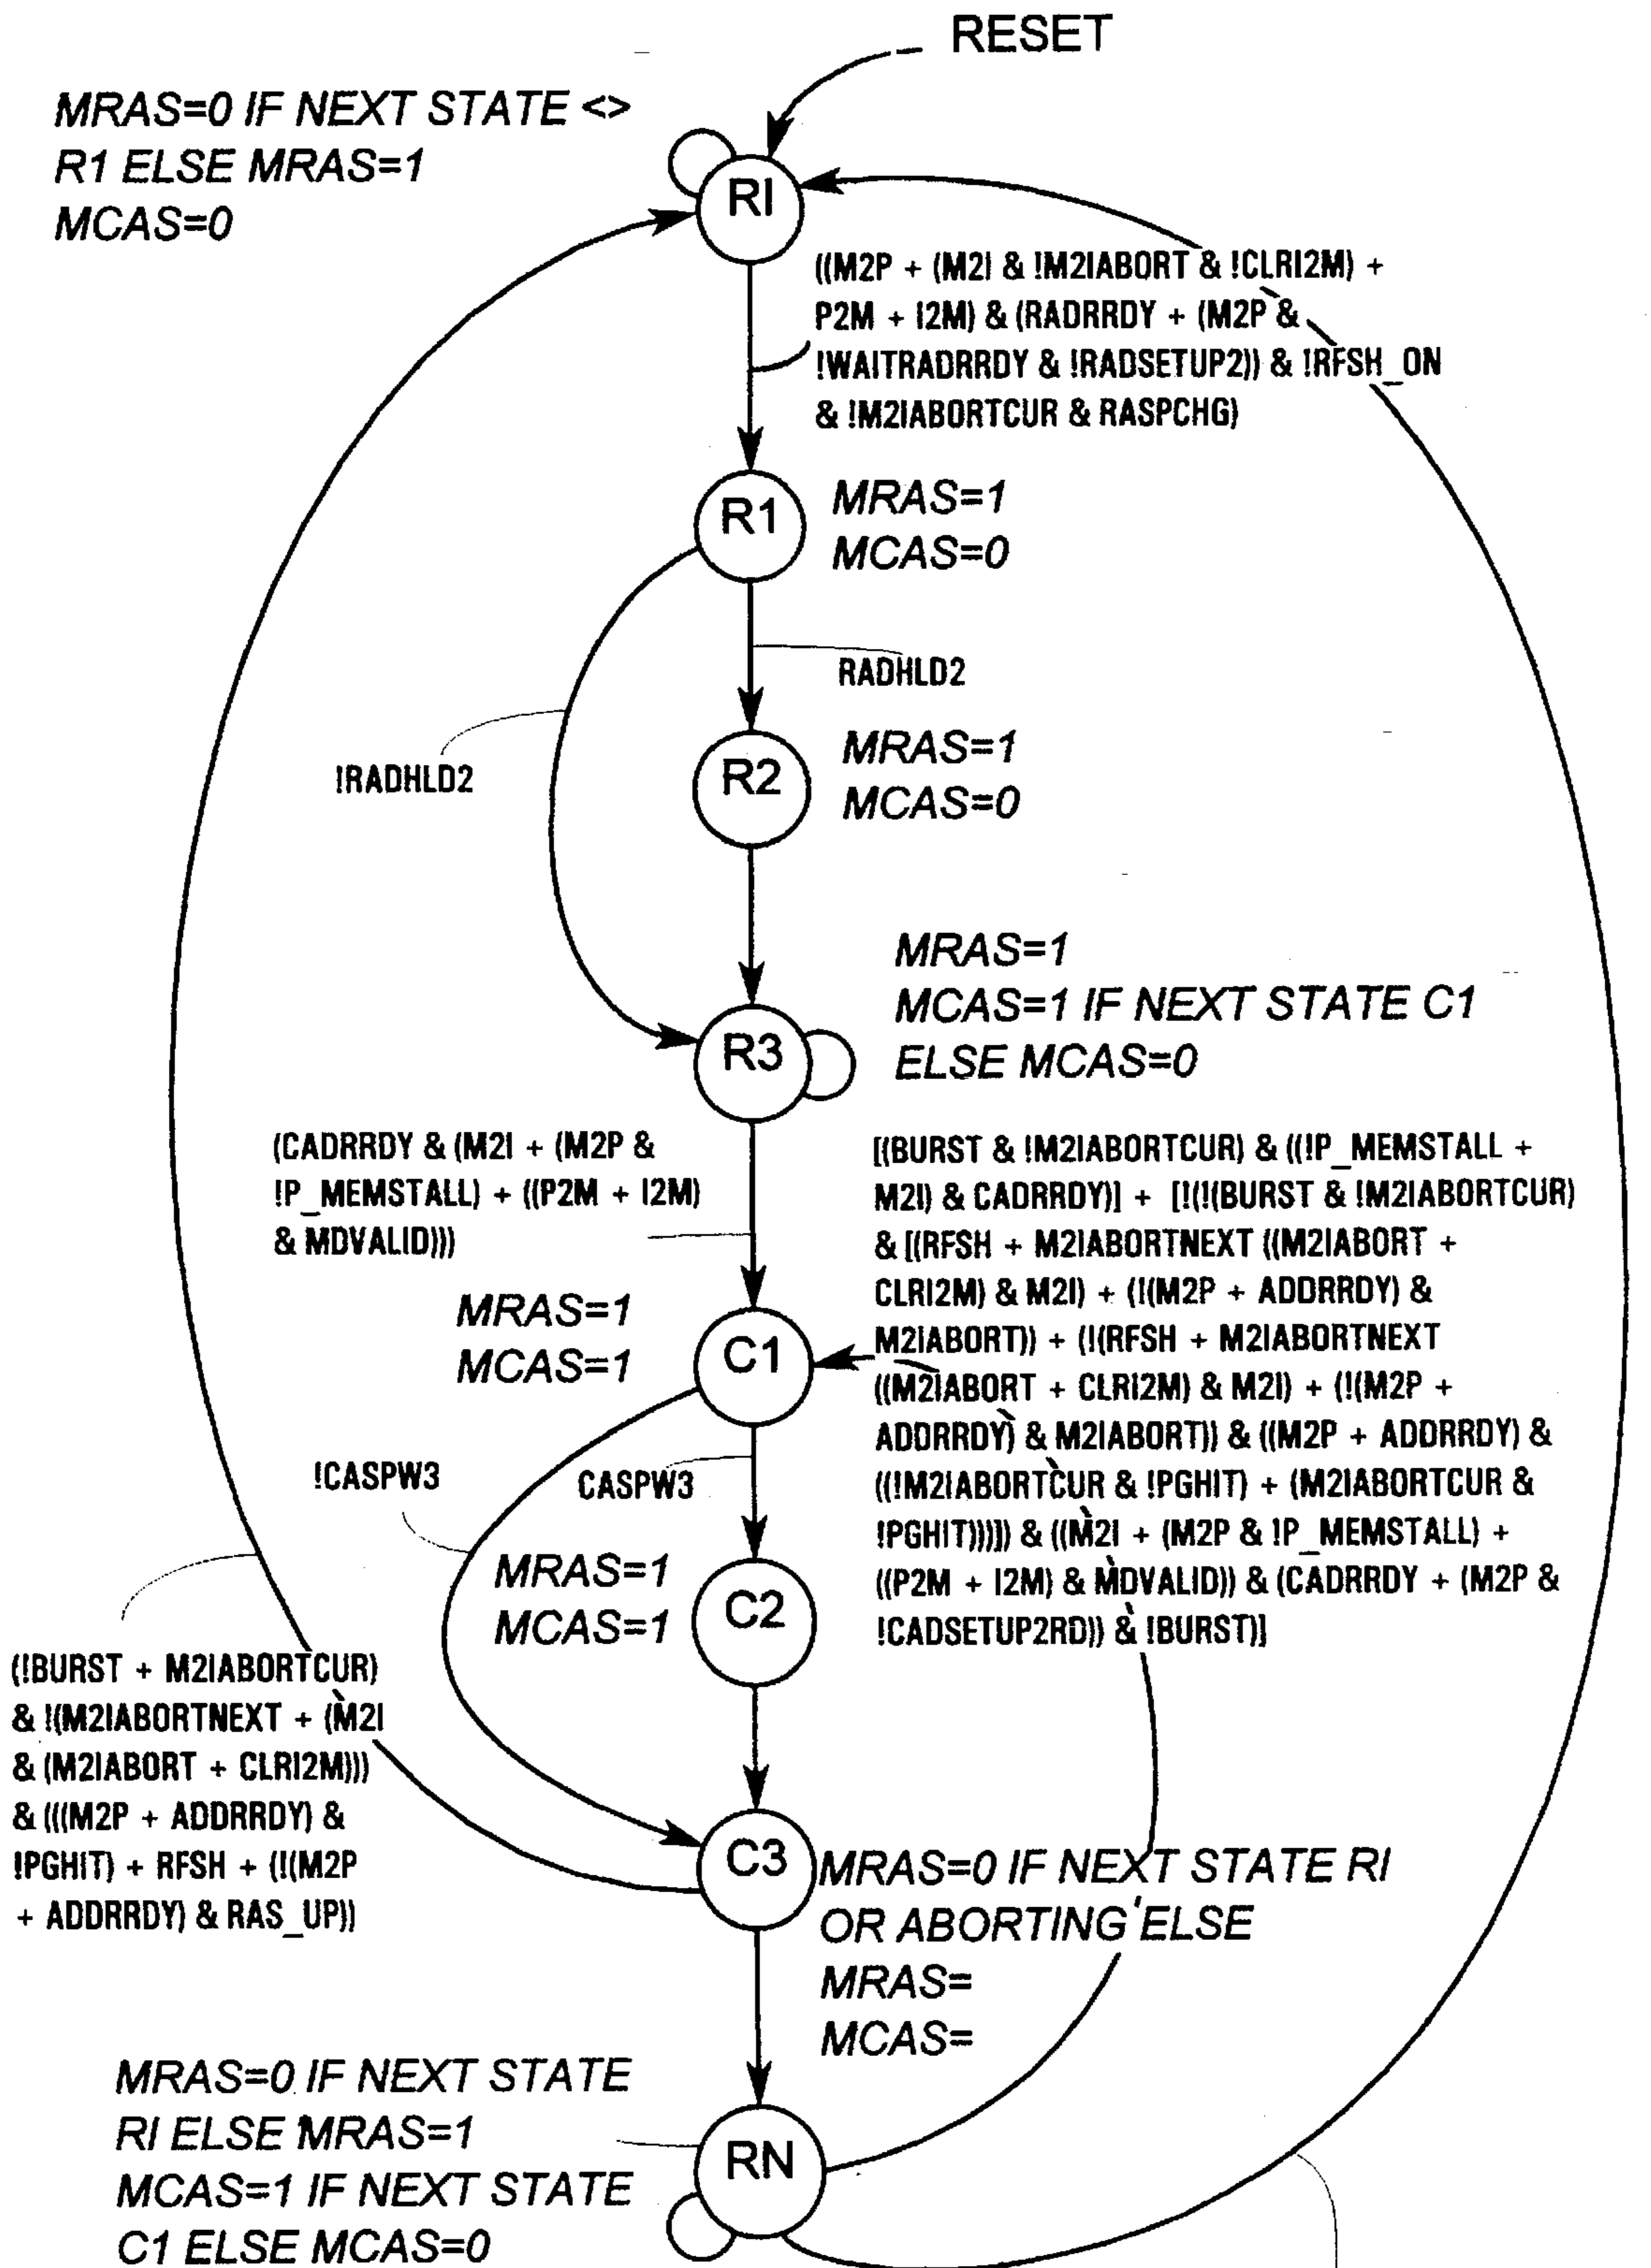 RESET
MRAS=0 IF NEXT STATE <>
R1 ELSE MRAS=1
MCAS=0
RI
((M2P + (M2I & !M2IABORT & !CLRI2M) +
P2M + I2M) & (RADRRDY + (M2P &
!WAITRADRRDY & !RADSETUP2)) & !RFSH_ON
& !M2IABORTCUR & RASPCHG)
R1
MRAS=1
MCAS=0
RADHLD2
!RADHLD2
R2
MRAS=1
MCAS=0
MRAS=1
MCAS=1 IF NEXT STATE C1
ELSE MCAS=0
R3
(CADRRDY & (M2I + (M2P &
!P_MEMSTALL) + ((P2M + I2M)
& MDVALID)))
[(BURST & !M2IABORTCUR) & ((!P_MEMSTALL +
M2I) & CADRRDY)] + [!(!(BURST & !M2IABORTCUR)
& [(RFSH + M2IABORTNEXT ((M2IABORT +
CLRI2M) & M2I) + (!(M2P + ADDRRDY) &
M2IABORT)) + (!(RFSH + M2IABORTNEXT
((M2IABORT + CLRI2M) & M2I) + (!(M2P +
ADDRRDY) & M2IABORT)) & ((M2P + ADDRRDY) &
((!M2IABORTCUR & !PGHIT) + (M2IABORTCUR &
!PGHIT)))]) & ((M2I + (M2P & !P_MEMSTALL) +
((P2M + I2M) & MDVALID)) & (CADRRDY + (M2P &
!CADSETUP2RD)) & !BURST)]
MRAS=1
MCAS=1
C1
!CASPW3
CASPW3
MRAS=1
MCAS=1
C2
(!BURST + M2IABORTCUR)
& !(M2IABORTNEXT + (M2I
& (M2IABORT + CLRI2M)))
& (((M2P + ADDRRDY) &
!PGHIT) + RFSH + (!(M2P
+ ADDRRDY) & RAS_UP))
C3
MRAS=0 IF NEXT STATE RI
OR ABORTING ELSE
MRAS=
MCAS=
MRAS=0 IF NEXT STATE
RI ELSE MRAS=1
MCAS=1 IF NEXT STATE
C1 ELSE MCAS=0
RN